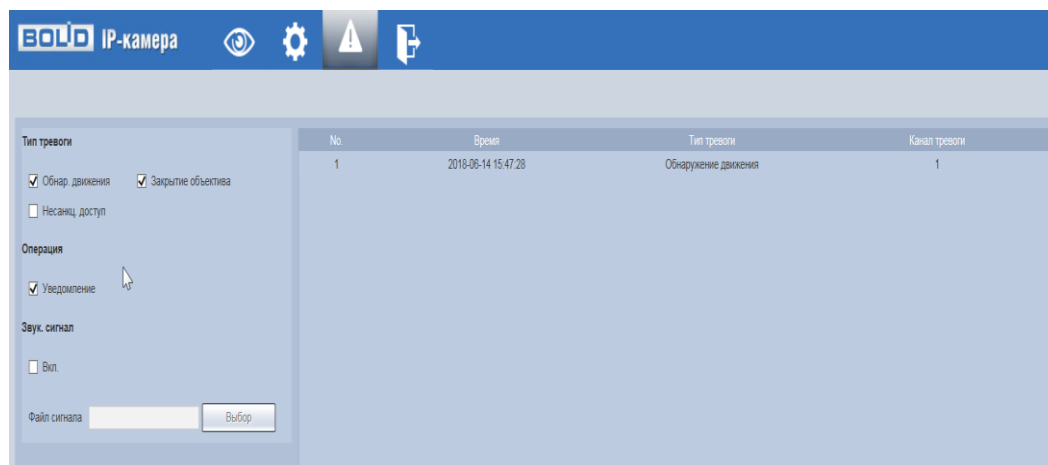 BOLID IP-камера
Тип тревоги
Обнар. движения Закрытие объектива
Несанкц. доступ
Операция
Уведомление
Звук. сигнал
Вкл.
Файл сигнала Выбор
No. Время Тип тревоги Канал тревоги
1 2018-06-14 15:47:28 Обнаружение движения 1